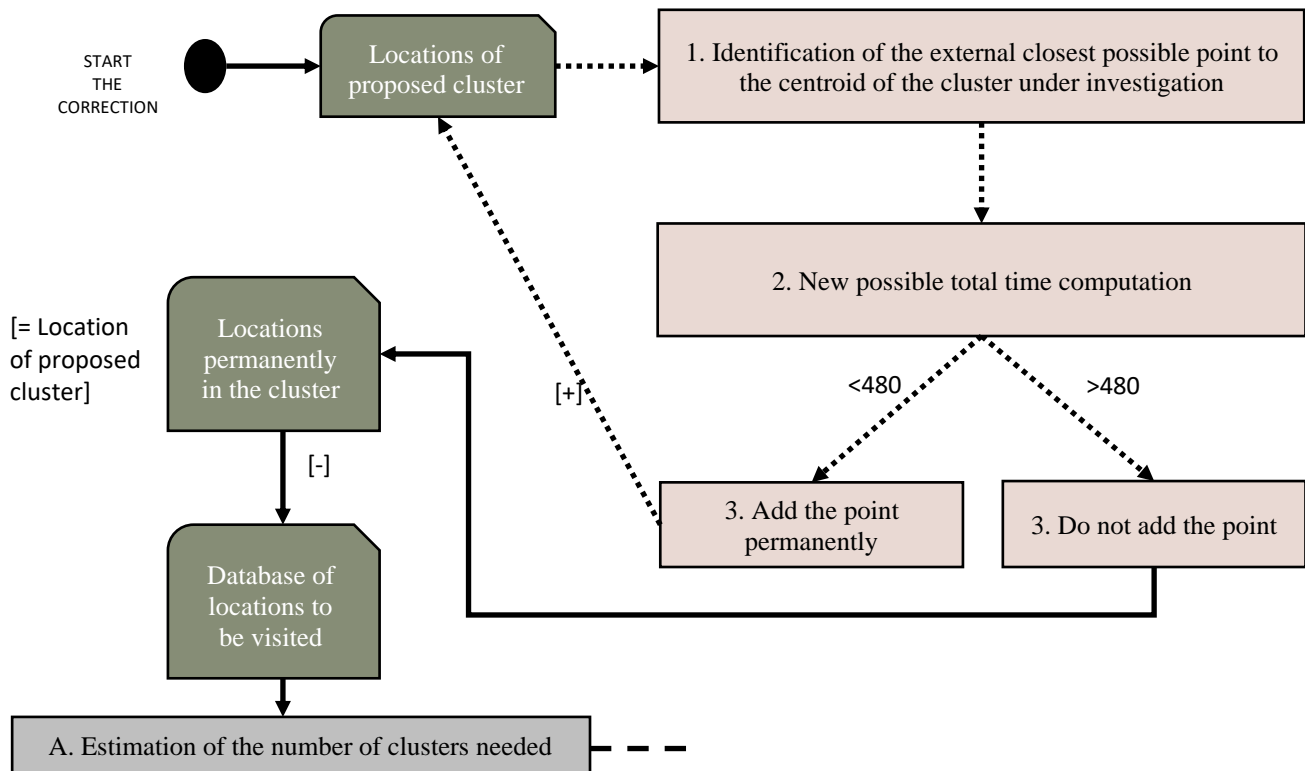 START
THE
CORRECTION
Locations of
proposed cluster
1. Identification of the external closest possible point to
the centroid of the cluster under investigation
2. New possible total time computation
[= Location
of proposed
cluster]
Locations
permanently
in the cluster
[+]
<480
>480
[-]
3. Add the point
permanently
3. Do not add the point
Database of
locations to
be visited
A. Estimation of the number of clusters needed